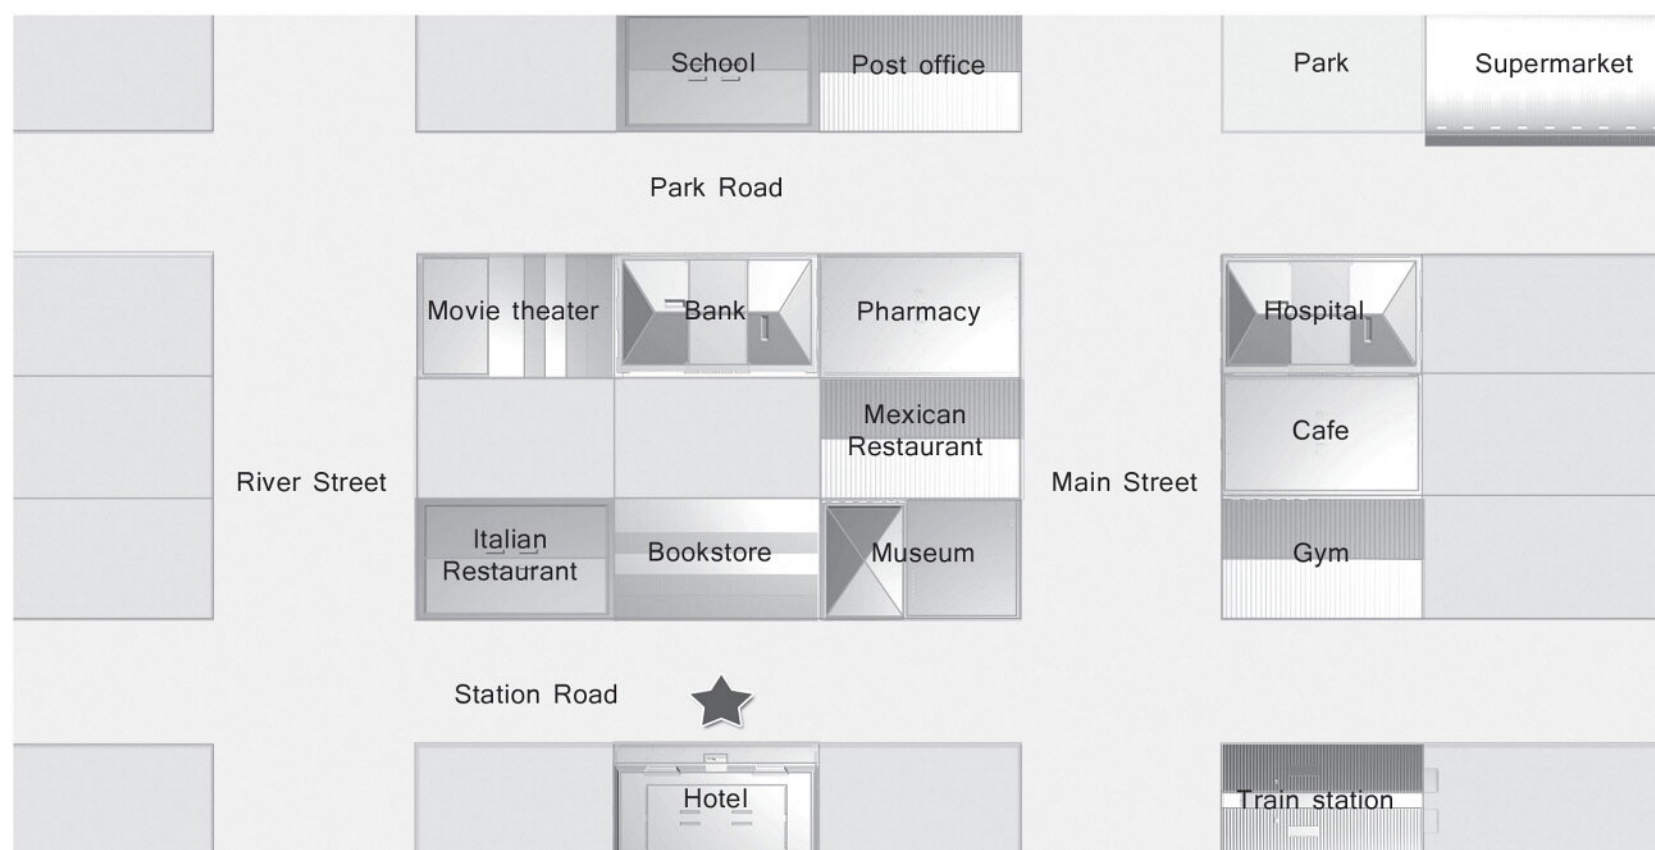 School
Post office
Park
Supermarket
Park Road
Movie theater
Bank
Pharmacy
Hospital
Mexican
Restaurant
Cafe
River Street
Main Street
Italian
Restaurant
Bookstore
Museum
Gym
Station Road
Hotel
Train station